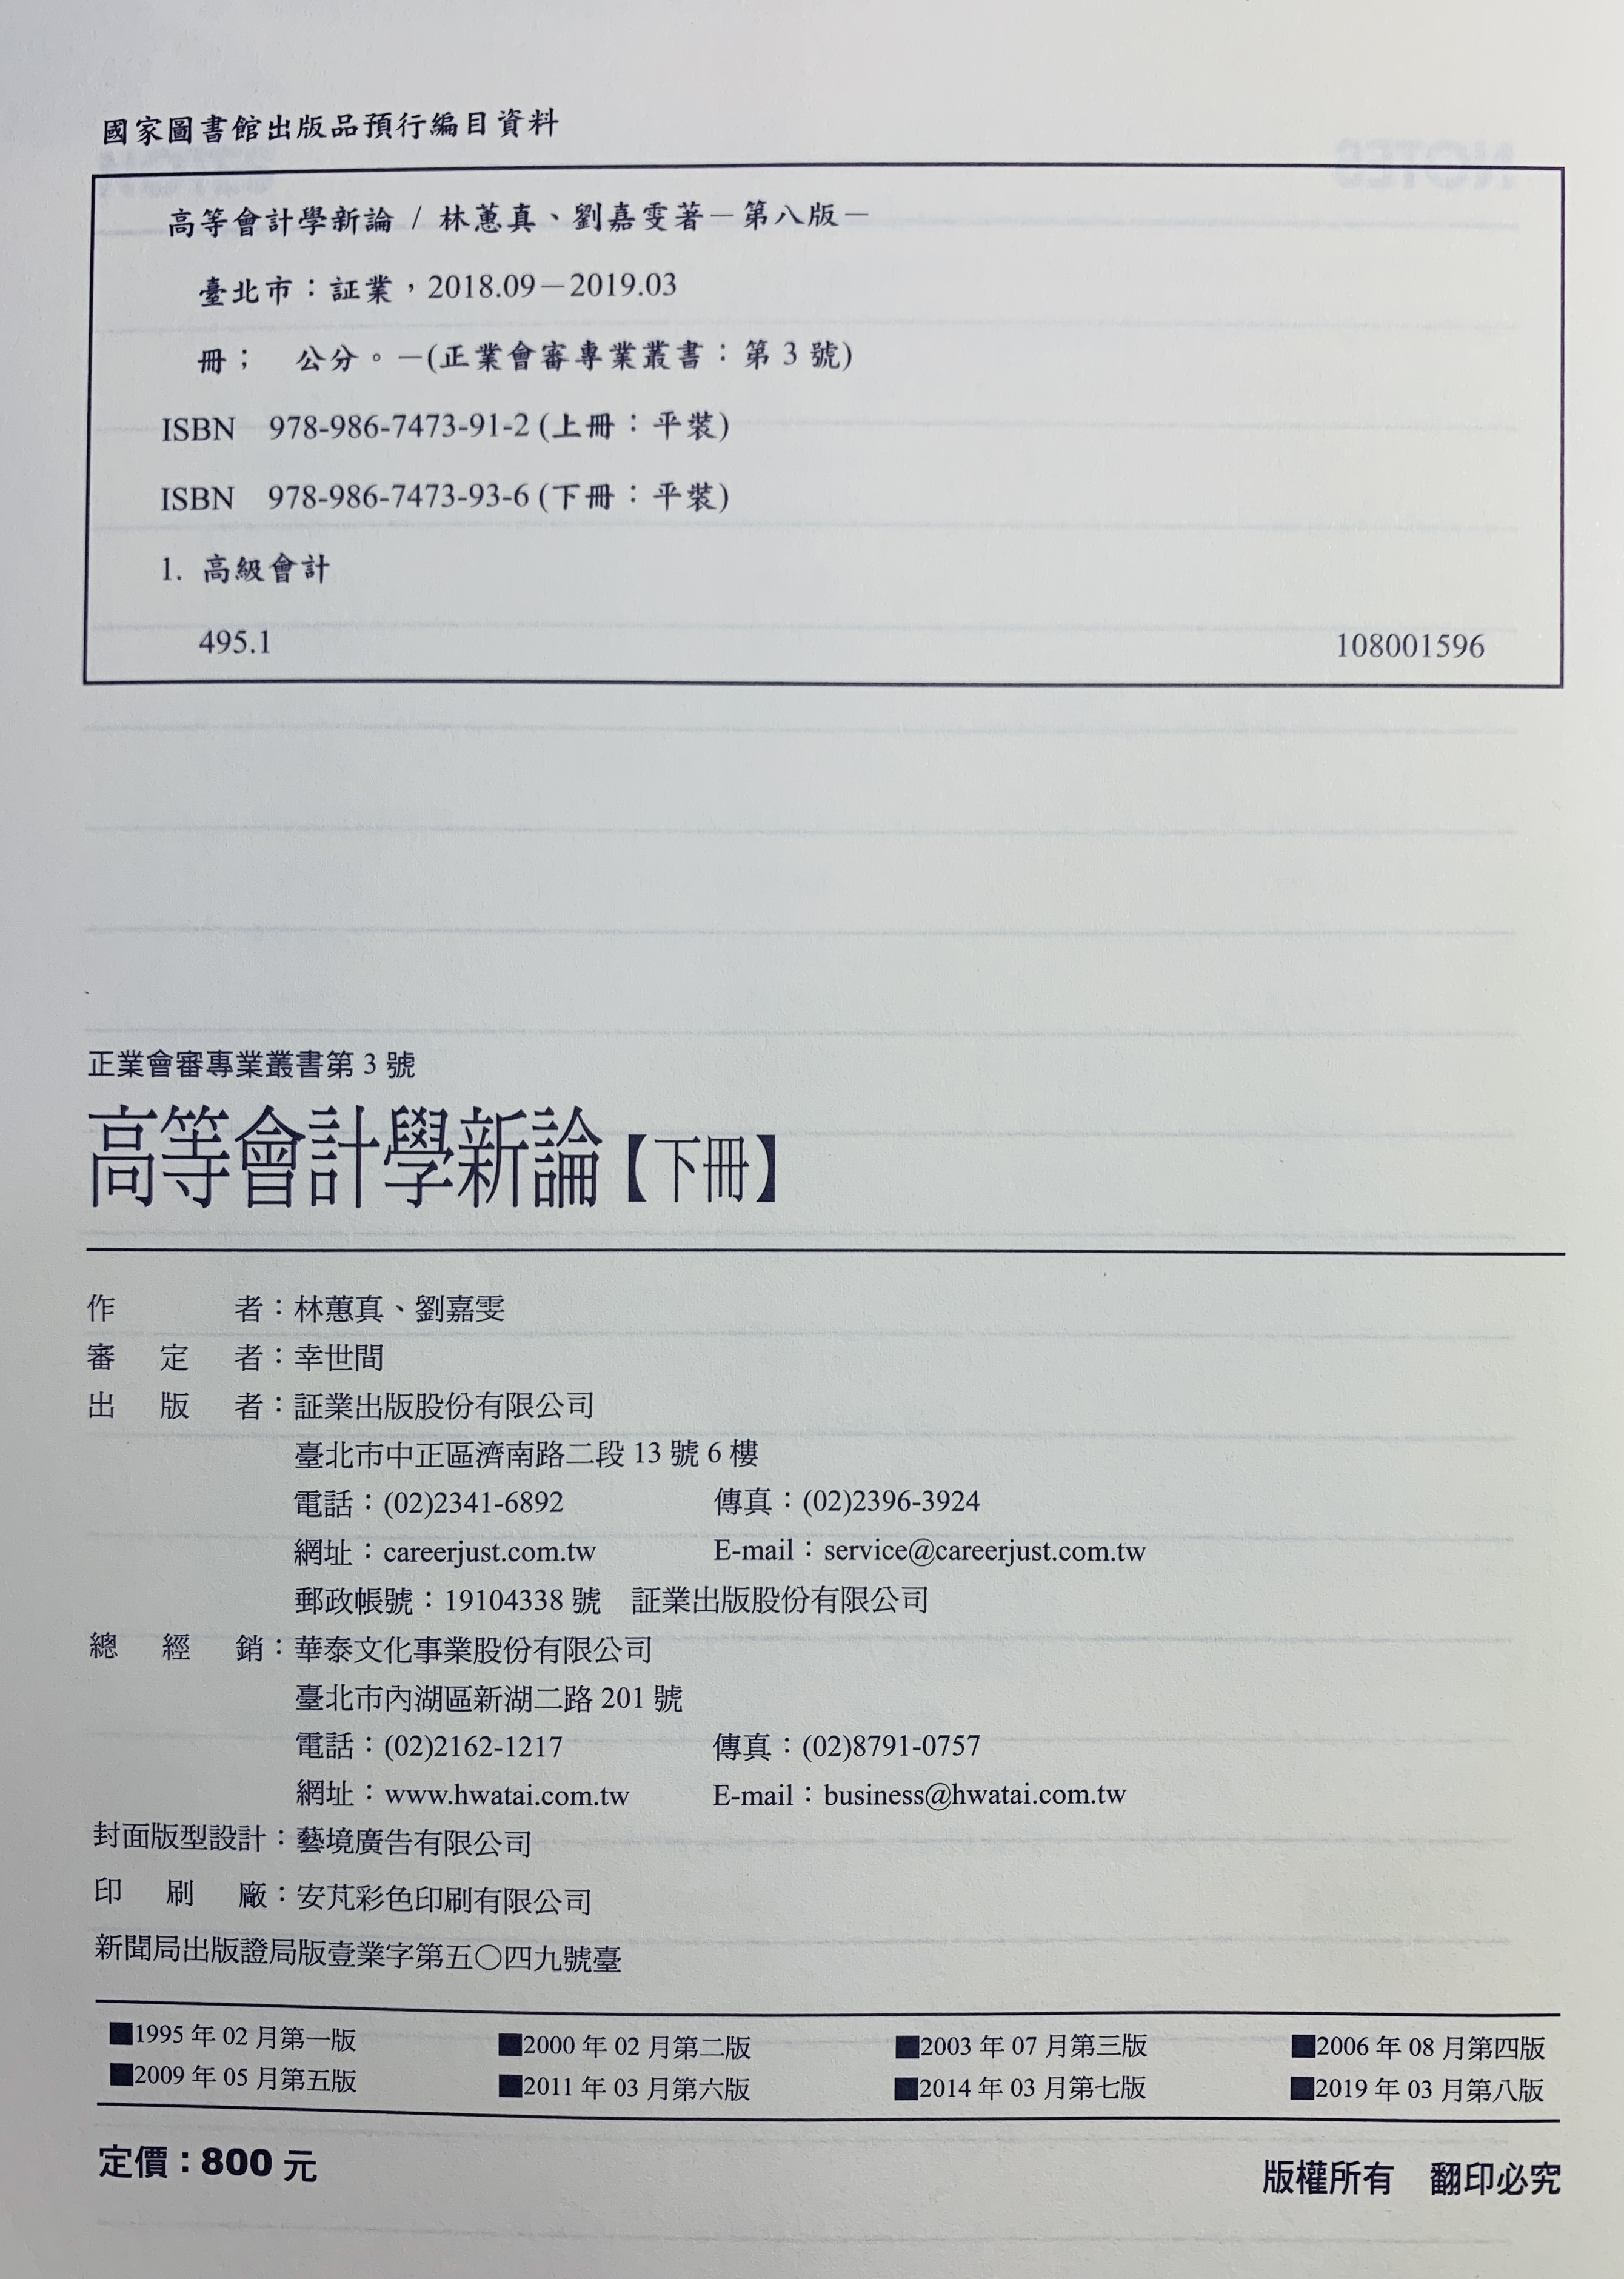 國家圖書館出版品預行編目資料
高等會計學新論 / 林蕙真、劉嘉雯著－第八版－
臺北市：証業，2018.09－2019.03
冊；　公分。－(正業會審專業叢書：第 3 號)
ISBN　978-986-7473-91-2 (上冊：平裝)
ISBN　978-986-7473-93-6 (下冊：平裝)
1. 高級會計
495.1　108001596
正業會審專業叢書第 3 號
高等會計學新論【下冊】
作者：林蕙真、劉嘉雯
審定者：幸世間
出版者：証業出版股份有限公司
臺北市中正區濟南路二段 13 號 6 樓
電話：(02)2341-6892　傳真：(02)2396-3924
網址：careerjust.com.tw　E-mail：service@careerjust.com.tw
郵政帳號：19104338 號　証業出版股份有限公司
總經銷：華泰文化事業股份有限公司
臺北市內湖區新湖二路 201 號
電話：(02)2162-1217　傳真：(02)8791-0757
網址：www.hwatai.com.tw　E-mail：business@hwatai.com.tw
封面版型設計：藝境廣告有限公司
印刷廠：安芃彩色印刷有限公司
新聞局出版證局版壹業字第五〇四九號臺
■1995 年 02 月第一版　■2000 年 02 月第二版　■2003 年 07 月第三版　■2006 年 08 月第四版
■2009 年 05 月第五版　■2011 年 03 月第六版　■2014 年 03 月第七版　■2019 年 03 月第八版
定價：800 元　版權所有　翻印必究